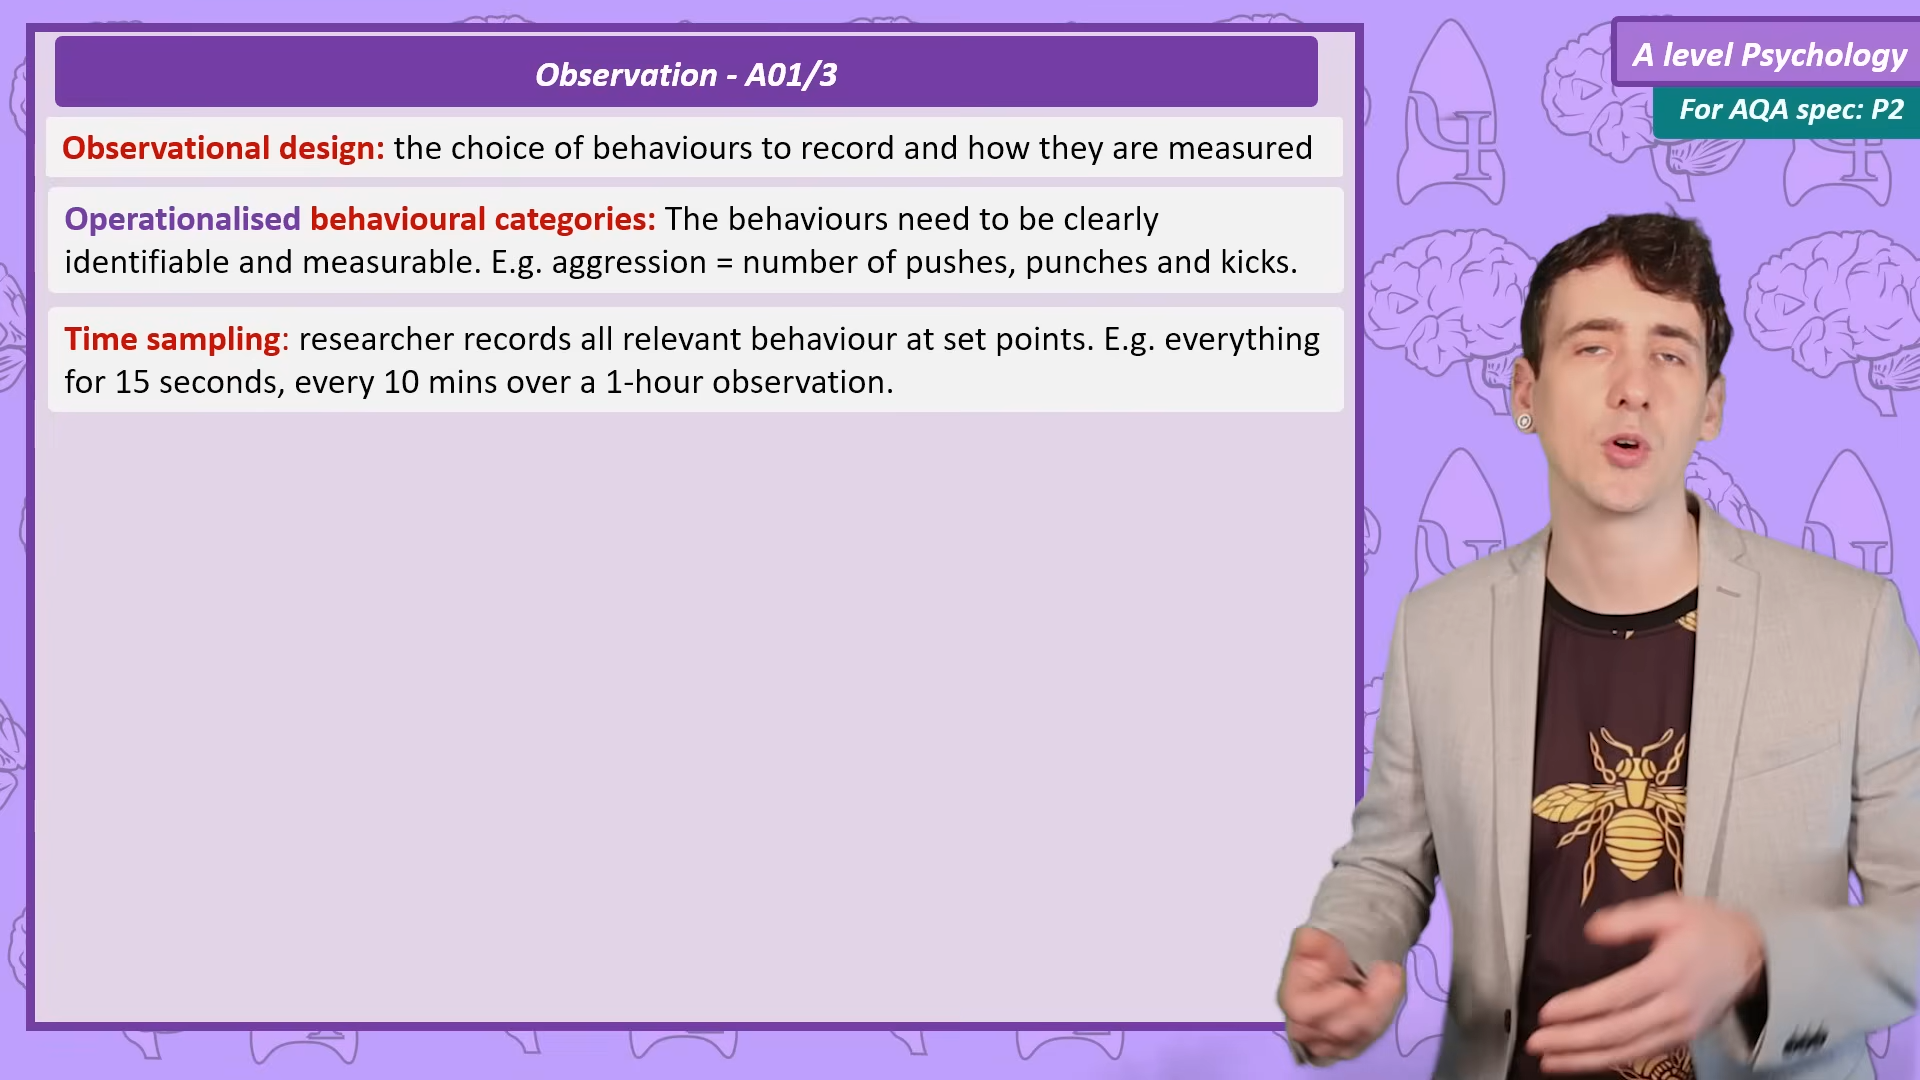 Observation - A01/3
A level Psychology
For AQA spec: P2
Observational design: the choice of behaviours to record and how they are measured
Operationalised behavioural categories: The behaviours need to be clearly
identifiable and measurable. E.g. aggression = number of pushes, punches and kicks.
Time sampling: researcher records all relevant behaviour at set points. E.g. everything
for 15 seconds, every 10 mins over a 1-hour observation.